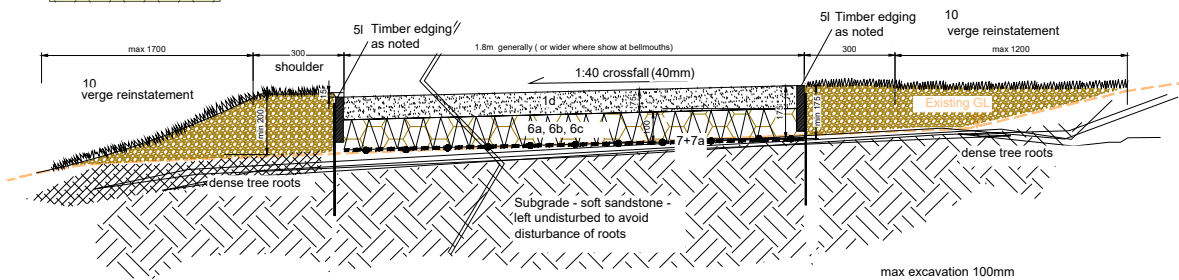 5l Timber edging
as noted
5l Timber edging
as noted
10
verge reinstatement
max 1700
300
shoulder
1.8m generally ( or wider where show at bellmouths)
300
max 1200
10
verge reinstatement
1:40 crossfall (40mm)
15
1d
175
min 175
Existing GL
min 200
6a, 6b, 6c
100
7+7a
dense tree roots
dense tree roots
Subgrade - soft sandstone -
left undisturbed to avoid
disturbance of roots
max excavation 100mm